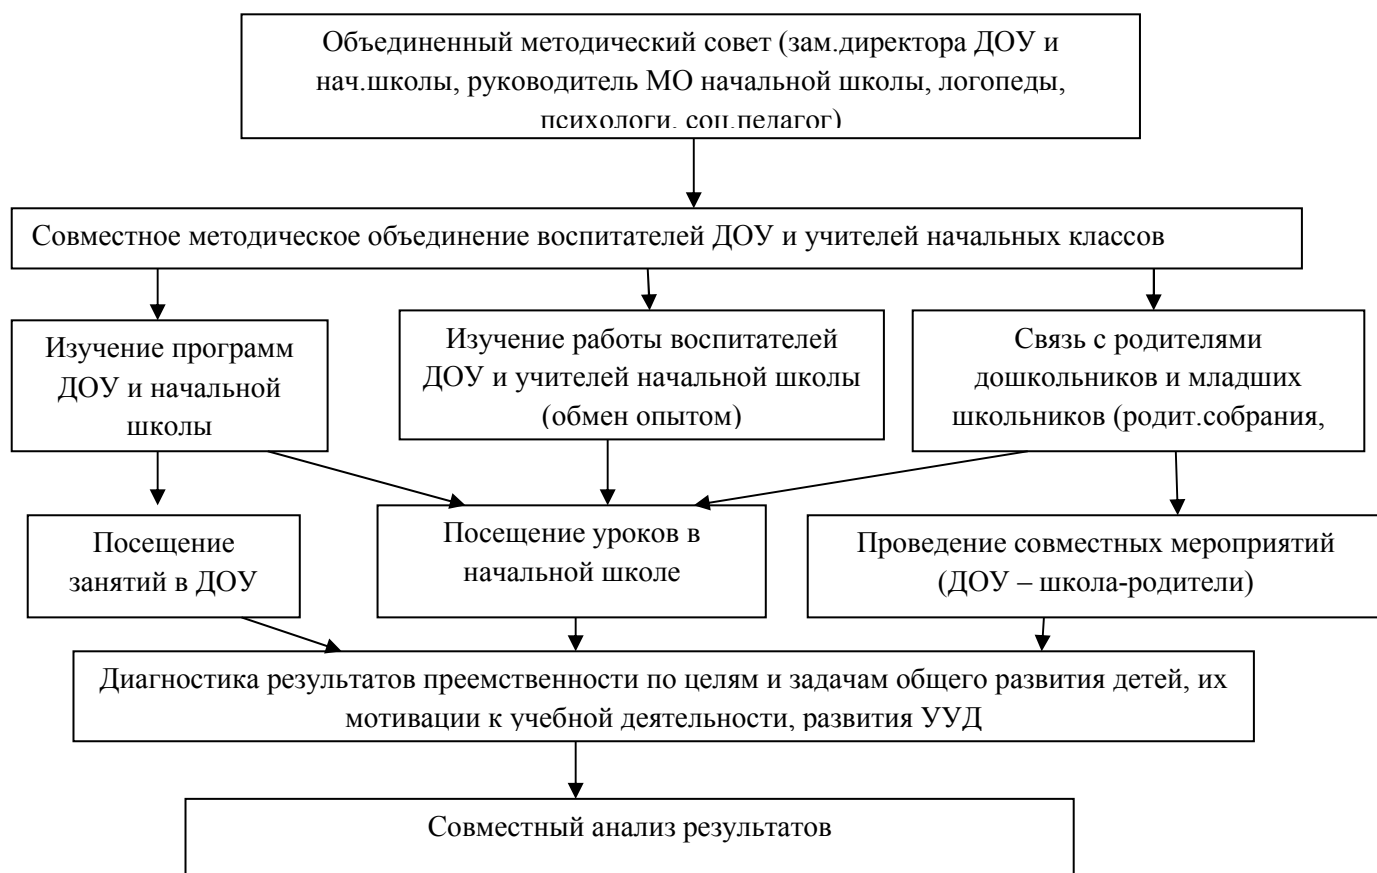 Объединенный методический совет (зам.директора ДОУ и
нач.школы, руководитель МО начальной школы, логопеды,
психологи, соц.педагог)
Совместное методическое объединение воспитателей ДОУ и учителей начальных классов
Изучение программ
ДОУ и начальной
школы
Изучение работы воспитателей
ДОУ и учителей начальной школы
(обмен опытом)
Связь с родителями
дошкольников и младших
школьников (родит.собрания,
Посещение
занятий в ДОУ
Посещение уроков в
начальной школе
Проведение совместных мероприятий
(ДОУ – школа-родители)
Диагностика результатов преемственности по целям и задачам общего развития детей, их
мотивации к учебной деятельности, развития УУД
Совместный анализ результатов